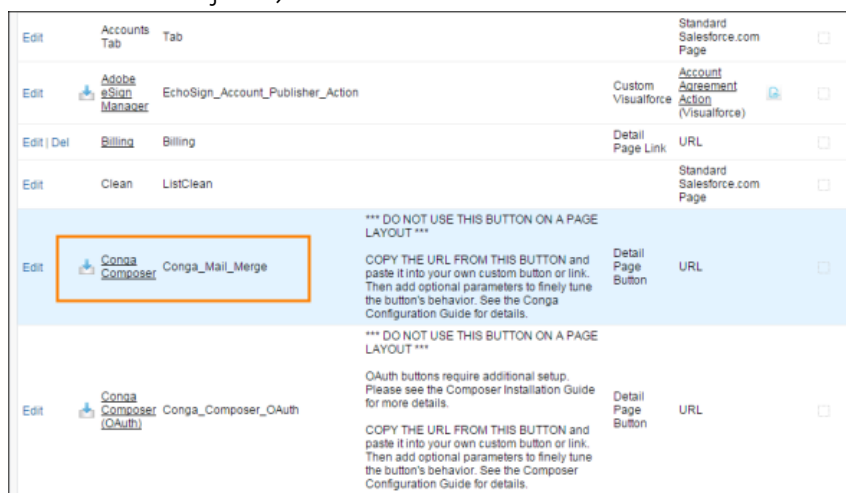 Edit Accounts Tab Tab Standard Salesforce.com Page
Edit Adobe eSign Manager EchoSign_Account_Publisher_Action Custom Visualforce Account Agreement Action (Visualforce)
Edit | Del Billing Billing Detail Page Link URL
Edit Clean ListClean Standard Salesforce.com Page
*** DO NOT USE THIS BUTTON ON A PAGE
LAYOUT ***
Edit Conga Composer Conga_Mail_Merge
COPY THE URL FROM THIS BUTTON and
paste it into your own custom button or link.
Then add optional parameters to finely tune
the button's behavior. See the Conga
Configuration Guide for details.
Detail Page Button URL
*** DO NOT USE THIS BUTTON ON A PAGE
LAYOUT ***
Edit Conga Composer (OAuth) Conga_Composer_OAuth
OAuth buttons require additional setup.
Please see the Composer Installation Guide
for more details.
COPY THE URL FROM THIS BUTTON and
paste it into your own custom button or link.
Then add optional parameters to finely tune
the button's behavior. See the Composer
Configuration Guide for details.
Detail Page Button URL